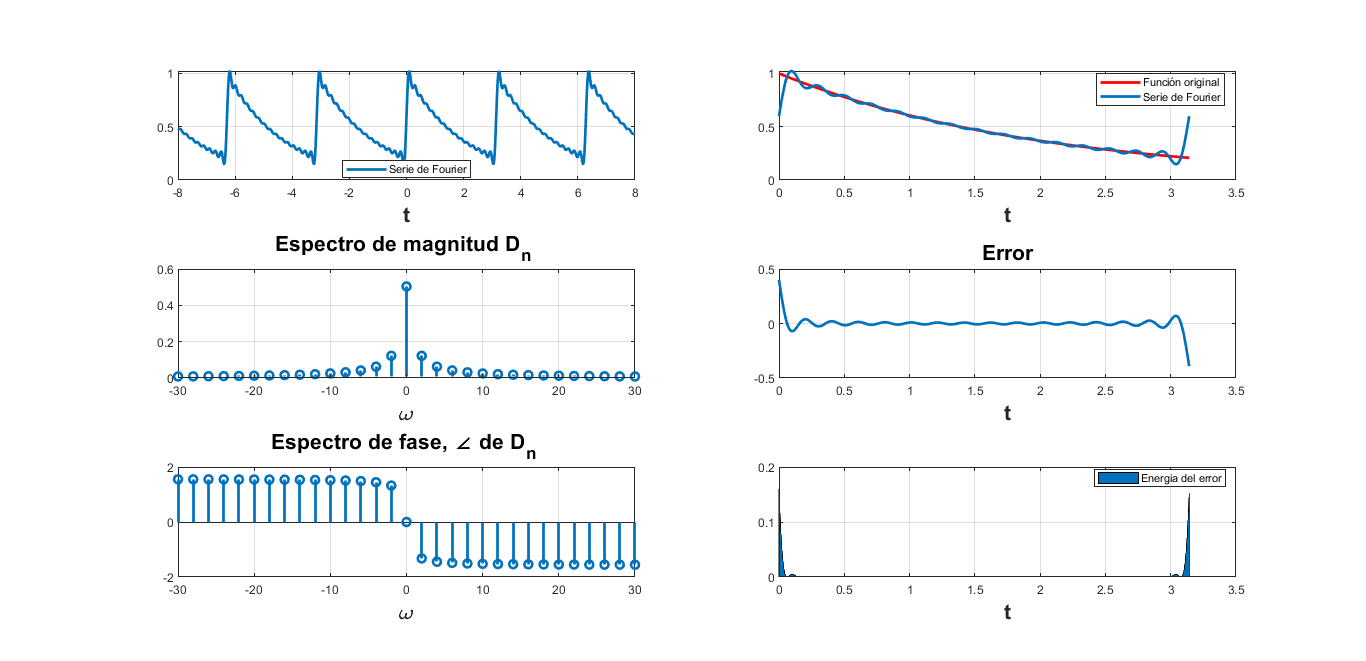 1
0.5
0
Serie de Fourier
-8 -6 -4 -2 0 2 4 6 8
t
1
0.5
0
Función original
Serie de Fourier
0 0.5 1 1.5 2 2.5 3 3.5
t
Espectro de magnitud Dn
0.6
0.4
0.2
0
-30 -20 -10 0 10 20 30
ω
Error
0.5
0
-0.5
0 0.5 1 1.5 2 2.5 3 3.5
t
Espectro de fase, ∠ de Dn
2
0
-2
-30 -20 -10 0 10 20 30
ω
0.2
0.1
0
Energia del error
0 0.5 1 1.5 2 2.5 3 3.5
t